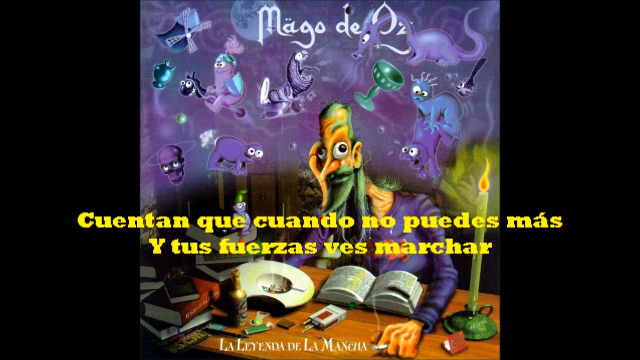 Mägo de Oz
Cuentan que cuando no puedes más
Y tus fuerzas ves marchar
LA LEYENDA DE LA MANCHA